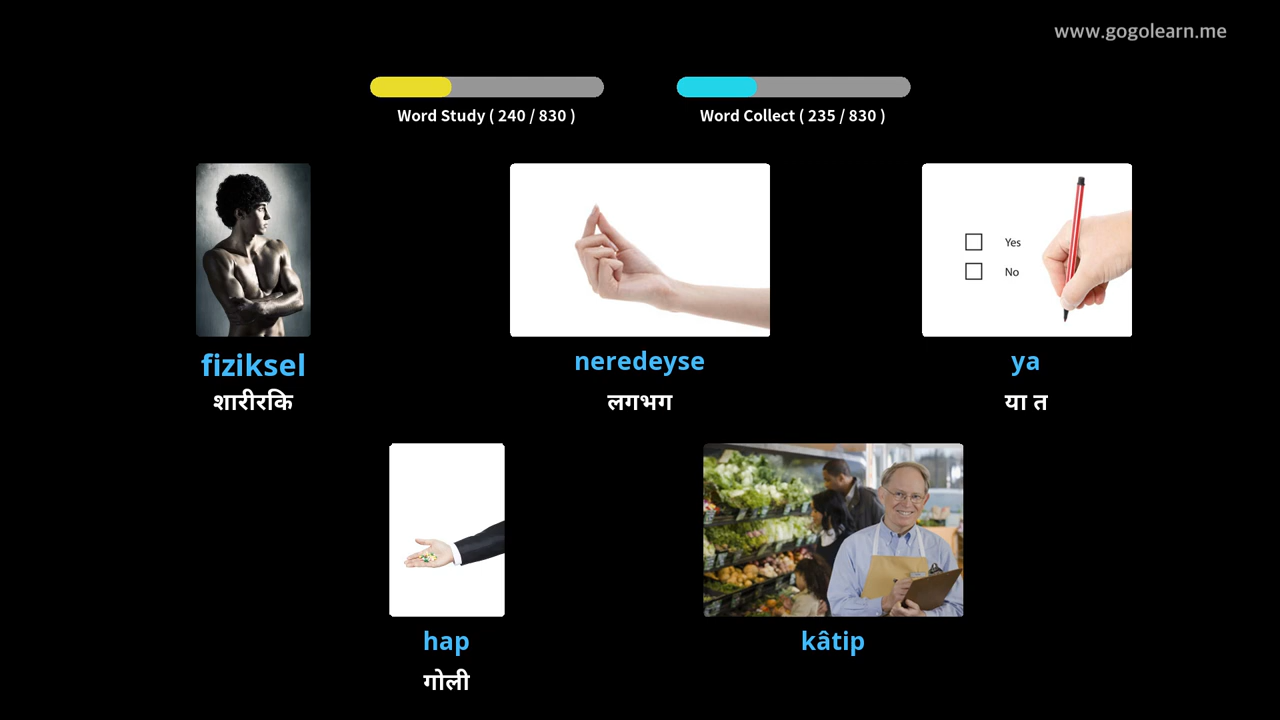 www.gogolearn.me
Word Study ( 240 / 830 )
Word Collect ( 235 / 830 )
Yes
No
fiziksel
neredeyse
ya
शारीरकि
लगभग
या त
hap
kâtip
गोली